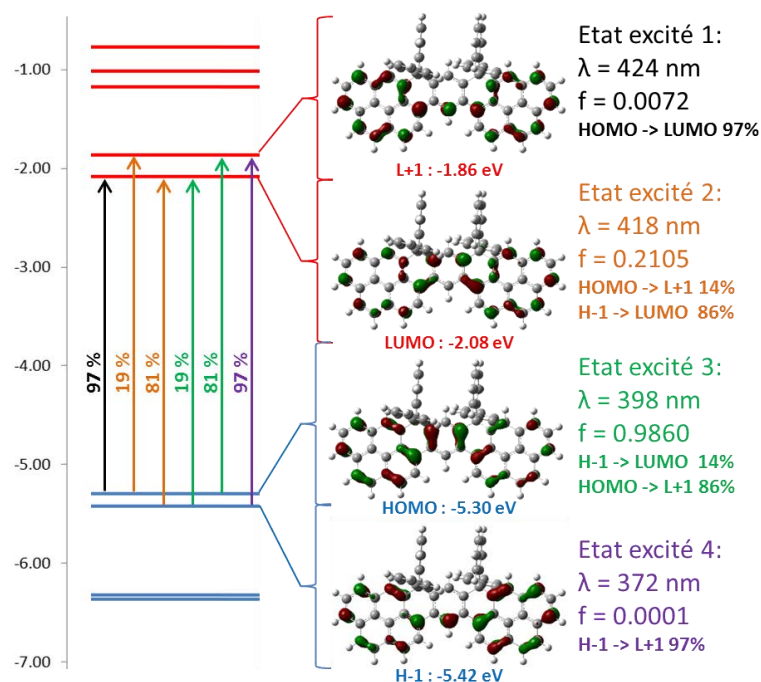 -1.00
-2.00
-3.00
-4.00
-5.00
-6.00
-7.00
97 %
19 %
81 %
19 %
81 %
97 %
L+1 : -1.86 eV
LUMO : -2.08 eV
HOMO : -5.30 eV
H-1 : -5.42 eV
Etat excité 1:
λ = 424 nm
f = 0.0072
HOMO -> LUMO 97%
Etat excité 2:
λ = 418 nm
f = 0.2105
HOMO -> L+1 14%
H-1 -> LUMO 86%
Etat excité 3:
λ = 398 nm
f = 0.9860
H-1 -> LUMO 14%
HOMO -> L+1 86%
Etat excité 4:
λ = 372 nm
f = 0.0001
H-1 -> L+1 97%